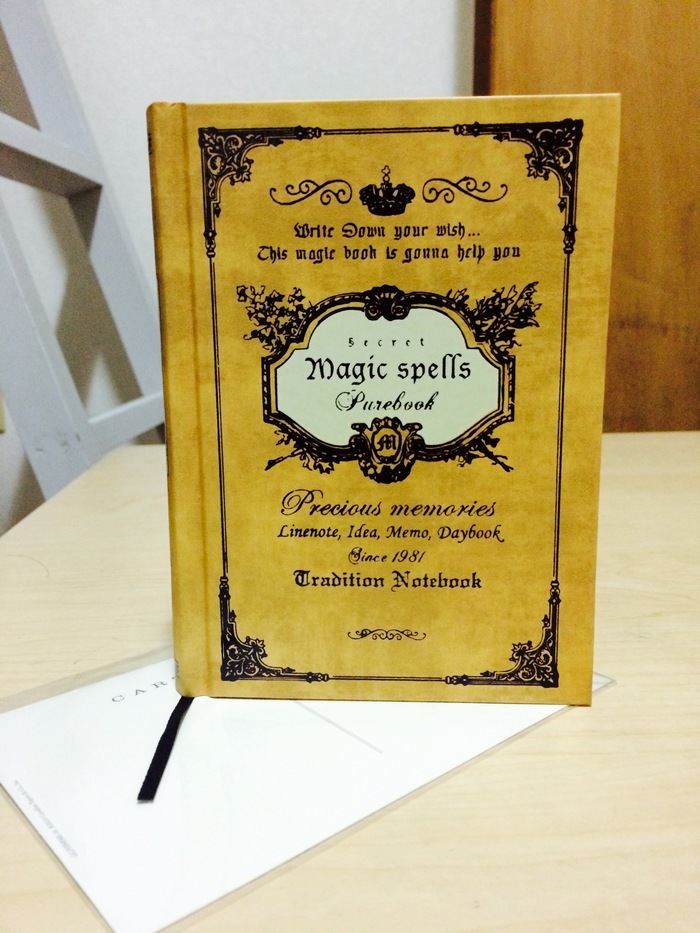 Write Down your wish...
This magic book is gonna help you
Secret
Magic spells
Purebook
M
Precious memories
Linenote, Idea, Memo, Daybook
Since 1981
Tradition Notebook